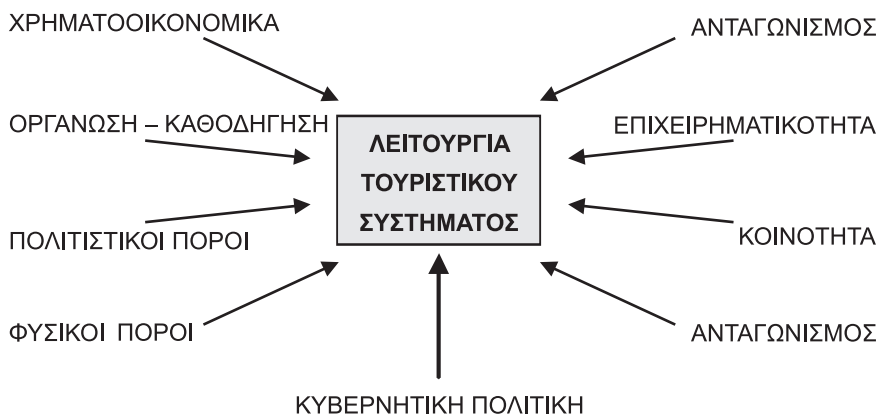 ΧΡΗΜΑΤΟΟΙΚΟΝΟΜΙΚΑ
ΑΝΤΑΓΩΝΙΣΜΟΣ
ΟΡΓΑΝΩΣΗ – ΚΑΘΟΔΗΓΗΣΗ
ΕΠΙΧΕΙΡΗΜΑΤΙΚΟΤΗΤΑ
ΛΕΙΤΟΥΡΓΙΑ
ΤΟΥΡΙΣΤΙΚΟΥ
ΣΥΣΤΗΜΑΤΟΣ
ΠΟΛΙΤΙΣΤΙΚΟΙ ΠΟΡΟΙ
ΚΟΙΝΟΤΗΤΑ
ΦΥΣΙΚΟΙ ΠΟΡΟΙ
ΑΝΤΑΓΩΝΙΣΜΟΣ
ΚΥΒΕΡΝΗΤΙΚΗ ΠΟΛΙΤΙΚΗ